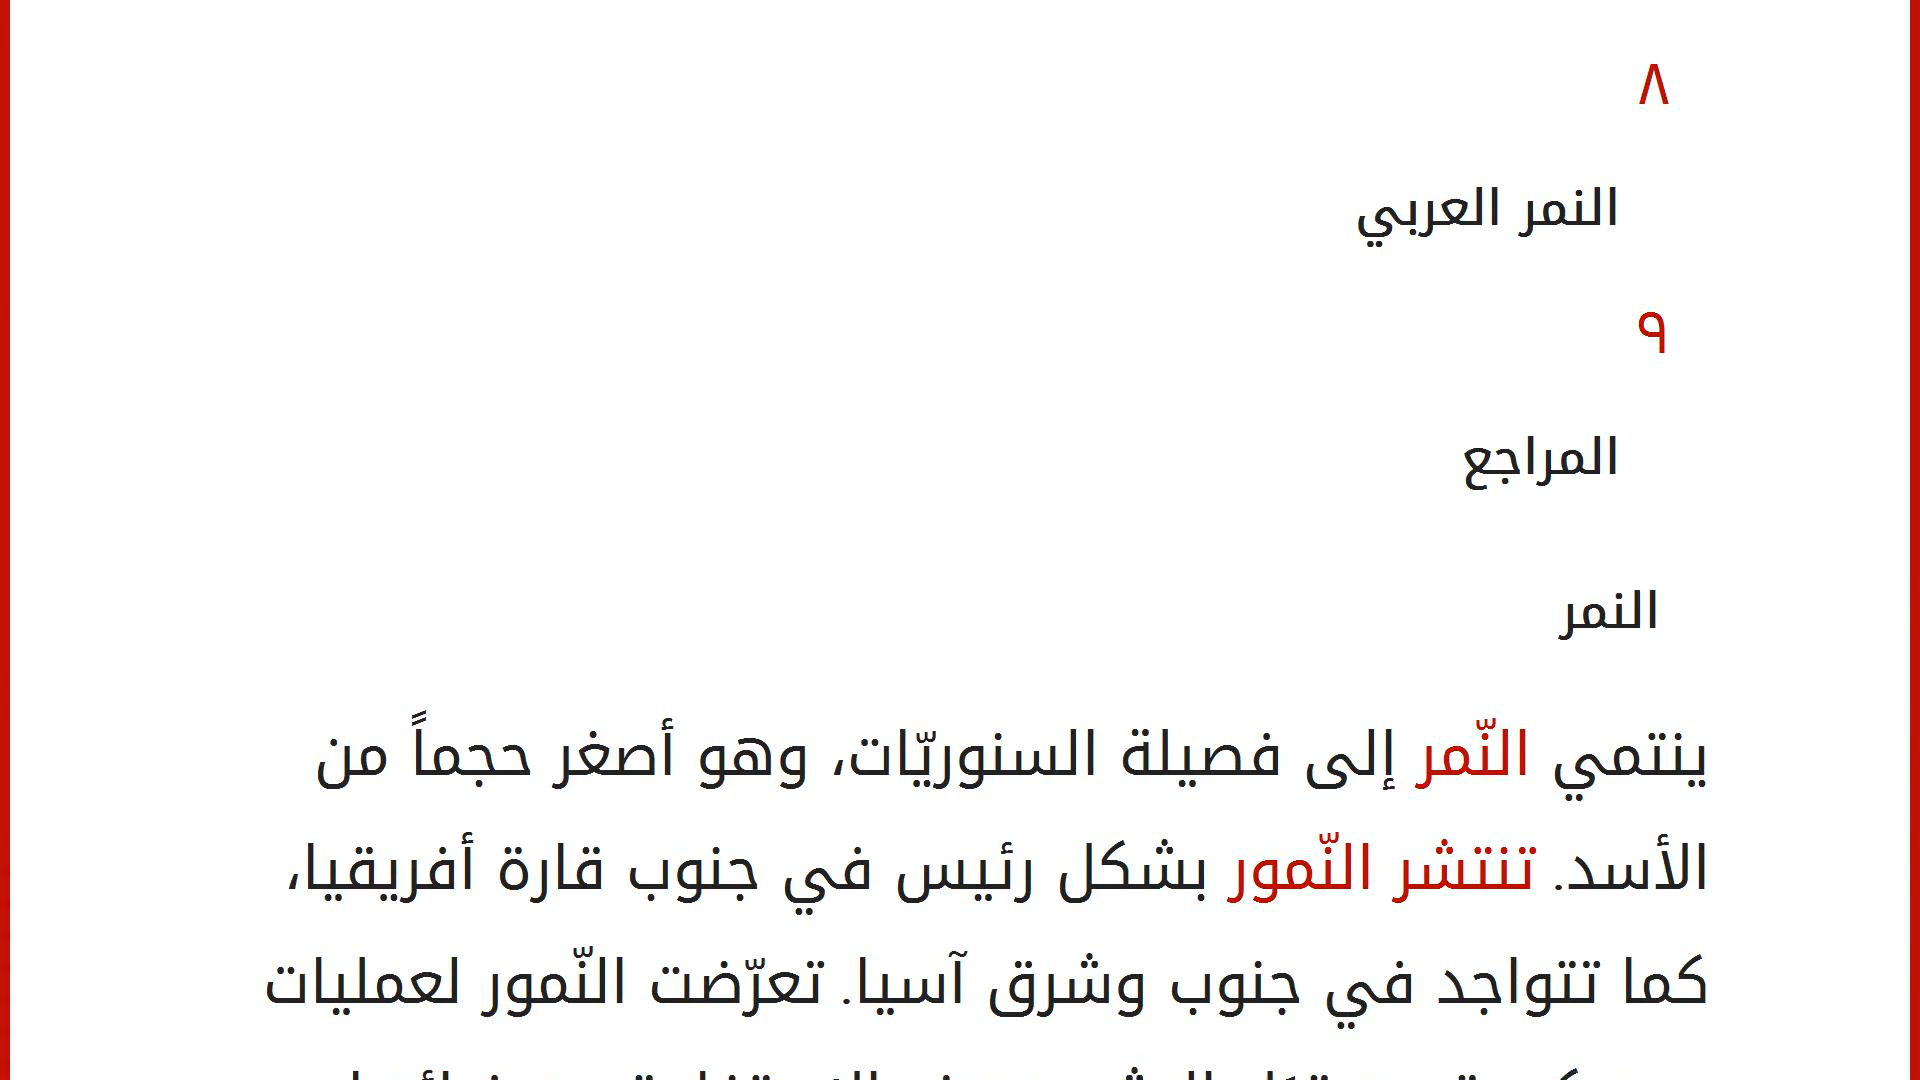 ٨
النمر العربي
٩
المراجع
النمر
ينتمي النّمر إلى فصيلة السنوريّات، وهو أصغر حجماً من
الأسد. تنتشر النّمور بشكل رئيس في جنوب قارة أفريقيا،
كما تتواجد في جنوب وشرق آسيا. تعرّضت النّمور لعمليات